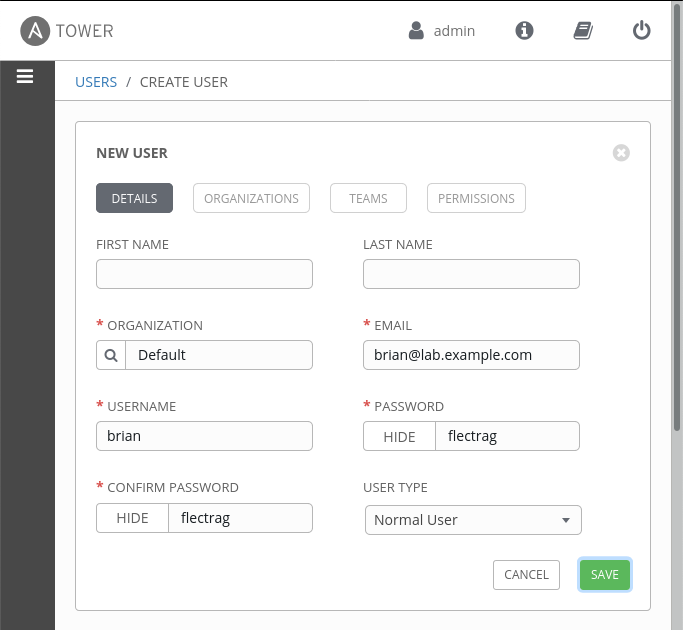 A TOWER admin
USERS / CREATE USER
NEW USER
DETAILS ORGANIZATIONS TEAMS PERMISSIONS
FIRST NAME LAST NAME
* ORGANIZATION * EMAIL
Default brian@lab.example.com
* USERNAME * PASSWORD
brian HIDE flectrag
* CONFIRM PASSWORD USER TYPE
HIDE flectrag Normal User
CANCEL SAVE